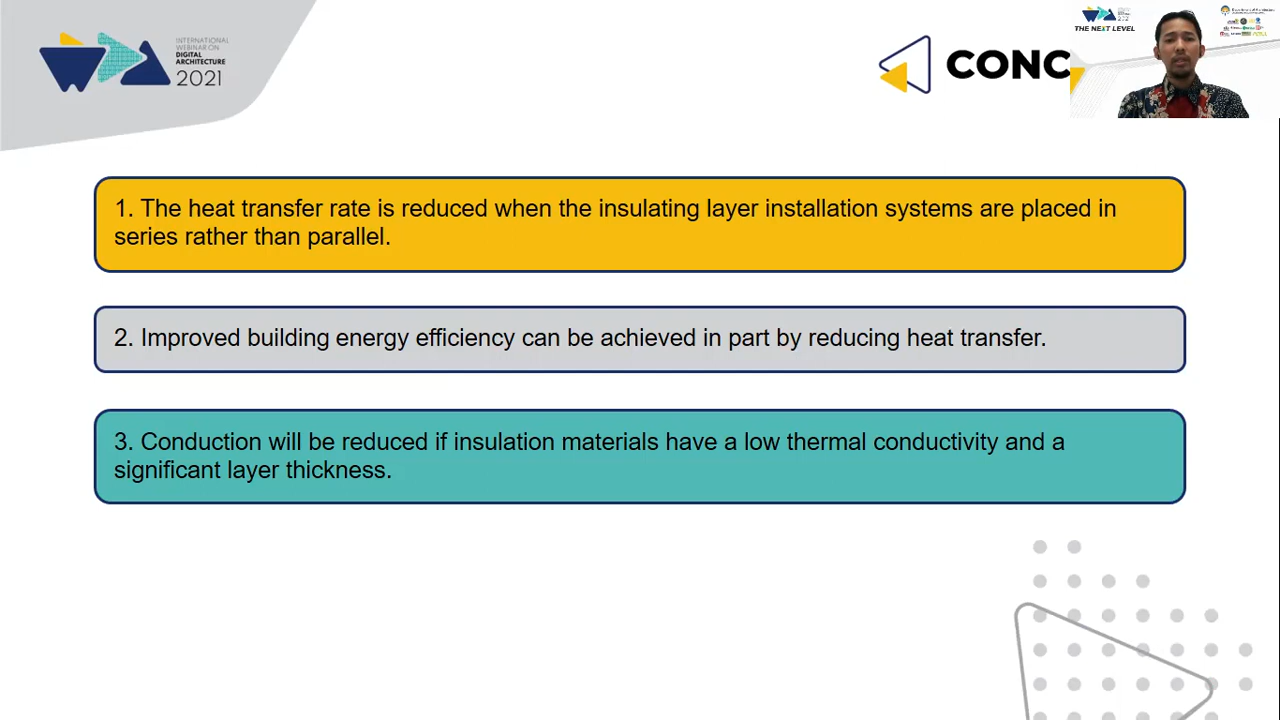 INTERNATIONAL
WEBINAR ON
DIGITAL
ARCHITECTURE
2021
CONC
THE NEXT LEVEL
Department of Architecture
1. The heat transfer rate is reduced when the insulating layer installation systems are placed in
series rather than parallel.
2. Improved building energy efficiency can be achieved in part by reducing heat transfer.
3. Conduction will be reduced if insulation materials have a low thermal conductivity and a
significant layer thickness.